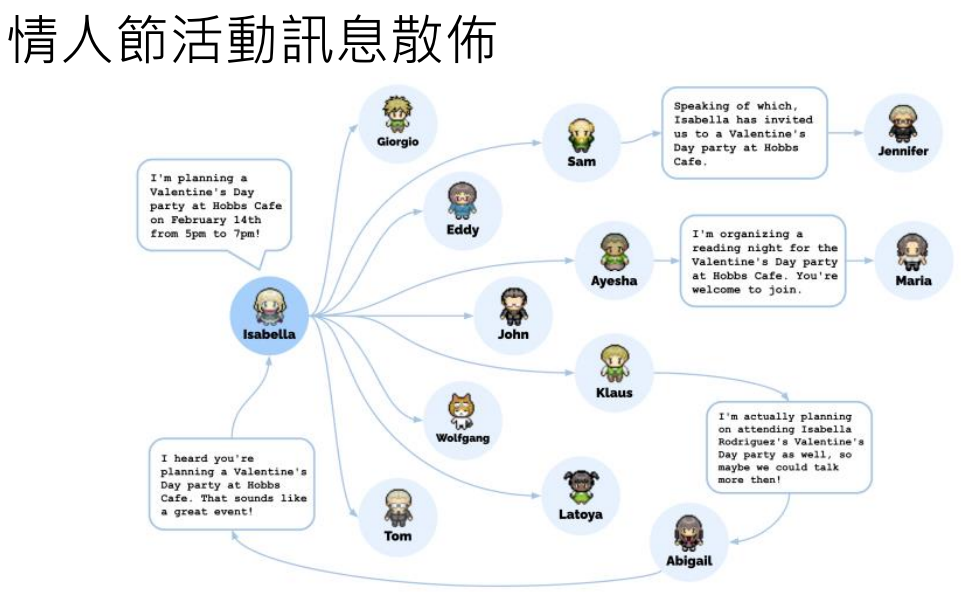 情人節活動訊息散佈
Giorgio
Sam
Speaking of which,
Isabella has invited
us to a Valentine's
Day party at Hobbs
Cafe.
Jennifer
I'm planning a
Valentine's Day
party at Hobbs Cafe
on February 14th
from 5pm to 7pm!
Eddy
Ayesha
I'm organizing a
reading night for the
Valentine's Day party
at Hobbs Cafe. You're
welcome to join.
Maria
Isabella
John
Klaus
I'm actually planning
on attending Isabella
Rodriguez's Valentine's
Day party as well, so
maybe we could talk
more then!
Wolfgang
I heard you're
planning a Valentine's
Day party at Hobbs
Cafe. That sounds like
a great event!
Latoya
Tom
Abigail